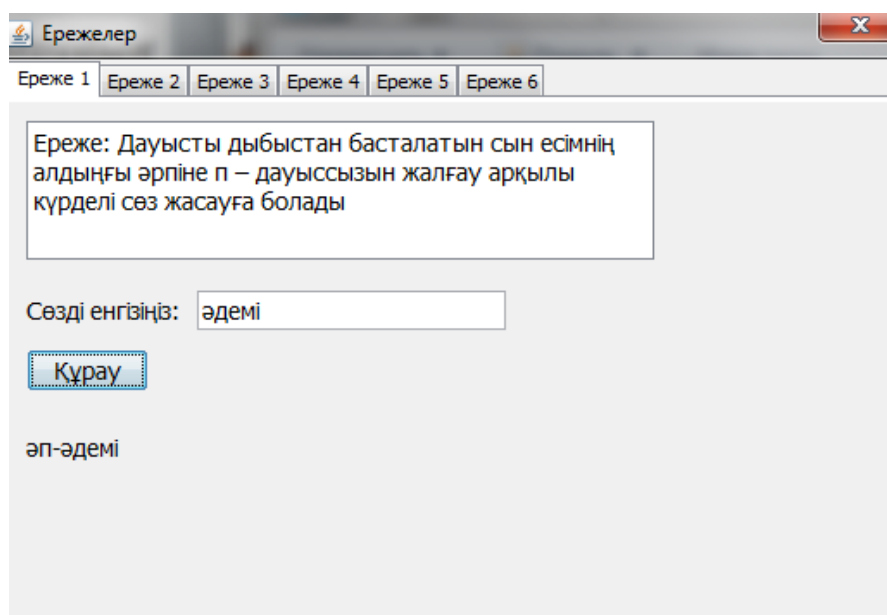 Ережелер
Ереже 1 Ереже 2 Ереже 3 Ереже 4 Ереже 5 Ереже 6
Ереже: Дауысты дыбыстан басталатын сын есімнің
алдыңғы әрпіне п – дауыссызын жалғау арқылы
күрделі сөз жасауға болады
Сөзді енгізіңіз: әдемі
Құрау
әп-әдемі